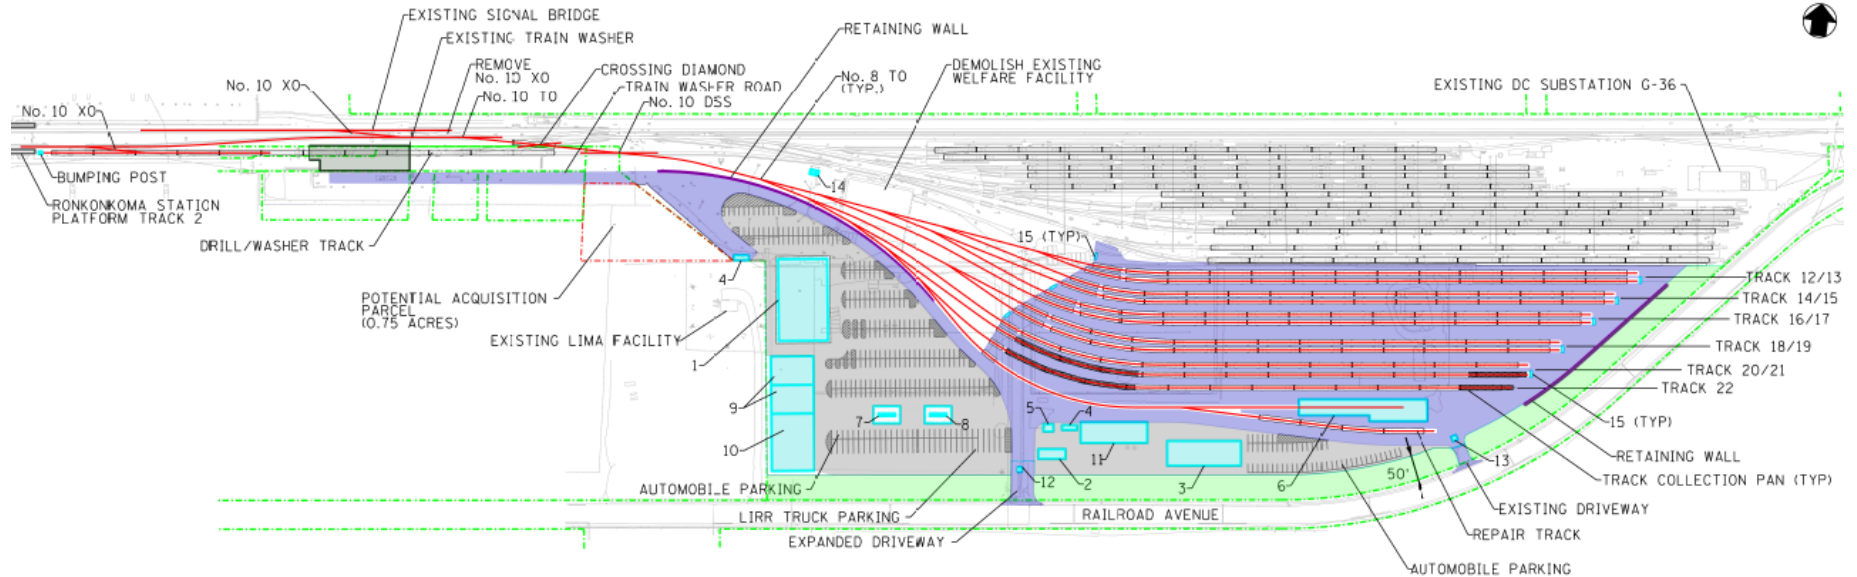 EXISTING SIGNAL BRIDGE
EXISTING TRAIN WASHER
REMOVE
No. 10 XO
No. 10 TO
No. 10 XO
No. 10 XO
CROSSING DIAMOND
TRAIN WASHER ROAD
No. 10 DSS
RETAINING WALL
No. 8 TO
(TYP.)
DEMOLISH EXISTING
WELFARE FACILITY
EXISTING DC SUBSTATION G-36
BUMPING POST
RONKONKOMA STATION
PLATFORM TRACK 2
DRILL/WASHER TRACK
POTENTIAL ACQUISITION
PARCEL
(0.75 ACRES)
EXISTING LIMA FACILITY
14
15 (TYP)
4
1
9
10
7
8
5
4
11
2
3
6
12
13
50'
TRACK 12/13
TRACK 14/15
TRACK 16/17
TRACK 18/19
TRACK 20/21
TRACK 22
15 (TYP)
RETAINING WALL
TRACK COLLECTION PAN (TYP)
EXISTING DRIVEWAY
REPAIR TRACK
AUTOMOBILE PARKING
AUTOMOBILE PARKING
LIRR TRUCK PARKING
EXPANDED DRIVEWAY
RAILROAD AVENUE